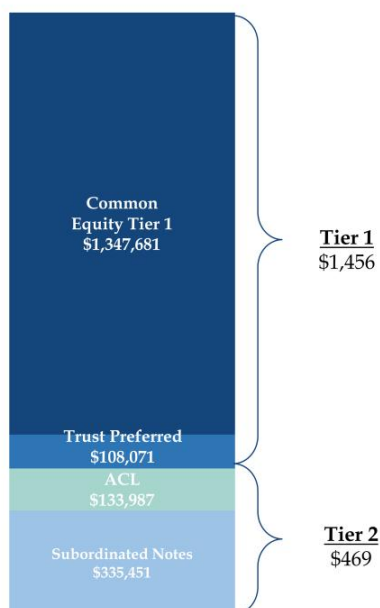 Common
Equity Tier 1
$1,347,681
Tier 1
$1,456
Trust Preferred
$108,071
ACL
$133,987
Tier 2
$469
Subordinated Notes
$335,451